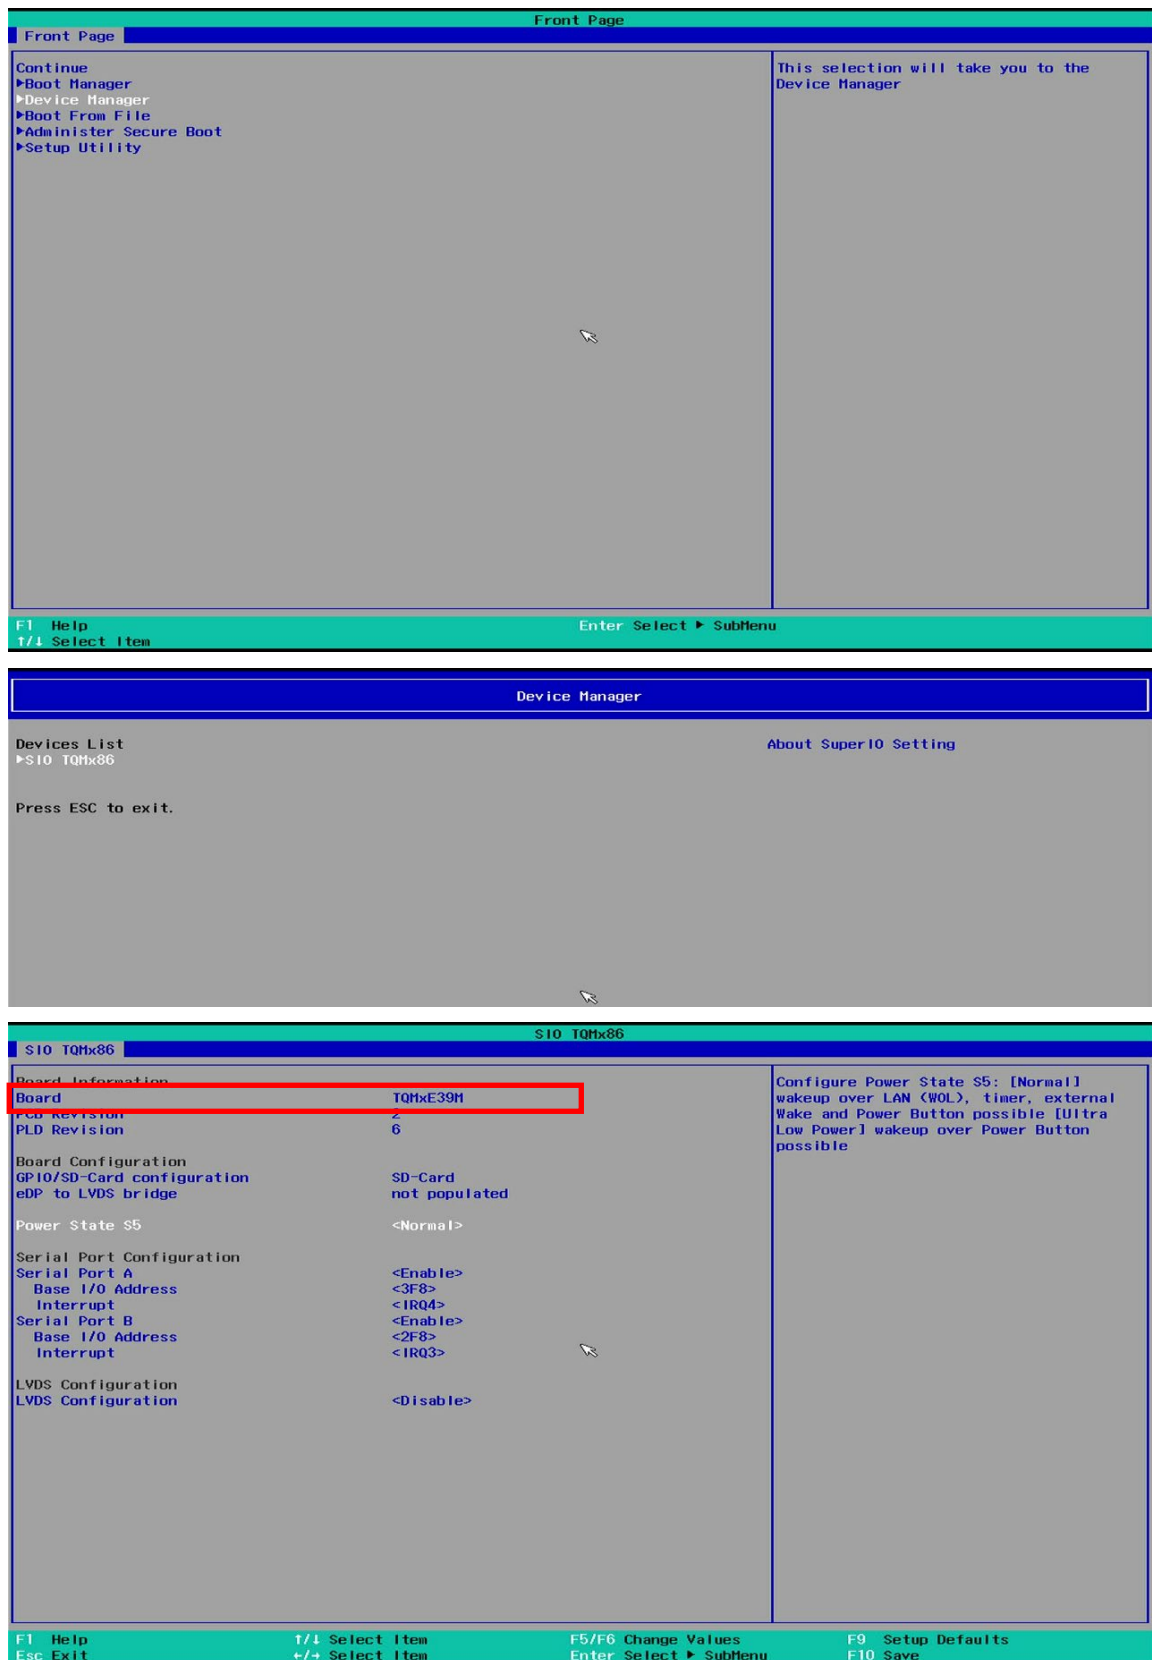 Front Page
Front Page
Continue
▶Boot Manager
▶Device Manager
▶Boot From File
▶Administer Secure Boot
▶Setup Utility
This selection will take you to the
Device Manager
F1 Help
↑/↓ Select Item
Enter Select ▶ SubMenu
Device Manager
Devices List
▶SIO TQMx86
Press ESC to exit.
About SuperIO Setting
SIO TQMx86
SIO TQMx86
Board Information
Board TQMxE39M
PCB Revision 2
PLD Revision 6
Board Configuration
GPIO/SD-Card configuration SD-Card
eDP to LVDS bridge not populated
Power State S5 <Normal>
Serial Port Configuration
Serial Port A <Enable>
Base I/O Address <3F8>
Interrupt <IRQ4>
Serial Port B <Enable>
Base I/O Address <2F8>
Interrupt <IRQ3>
LVDS Configuration
LVDS Configuration <Disable>
Configure Power State S5: [Normal]
wakeup over LAN (WOL), timer, external
Wake and Power Button possible [Ultra
Low Power] wakeup over Power Button
possible
F1 Help ↑/↓ Select Item F5/F6 Change Values F9 Setup Defaults
Esc Exit ←/→ Select Item Enter Select ▶ SubMenu F10 Save